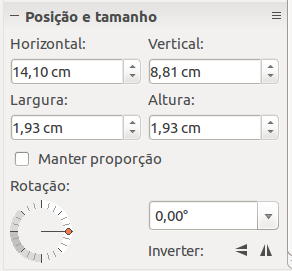 Posição e tamanho
Horizontal: Vertical:
14,10 cm 8,81 cm
Largura: Altura:
1,93 cm 1,93 cm
Manter proporção
Rotação:
0,00°
Inverter: